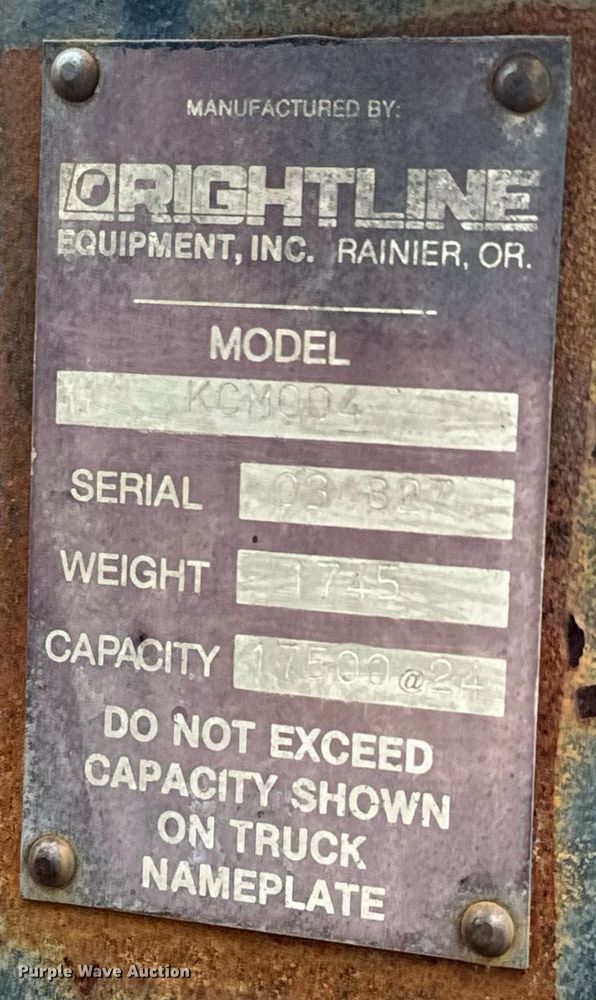 MANUFACTURED BY:
RIGHTLINE
EQUIPMENT, INC. RAINIER, OR.
MODEL
KCM004
SERIAL 03 827
WEIGHT 1745
CAPACITY 17500@24
DO NOT EXCEED
CAPACITY SHOWN
ON TRUCK
NAMEPLATE
Purple Wave Auction